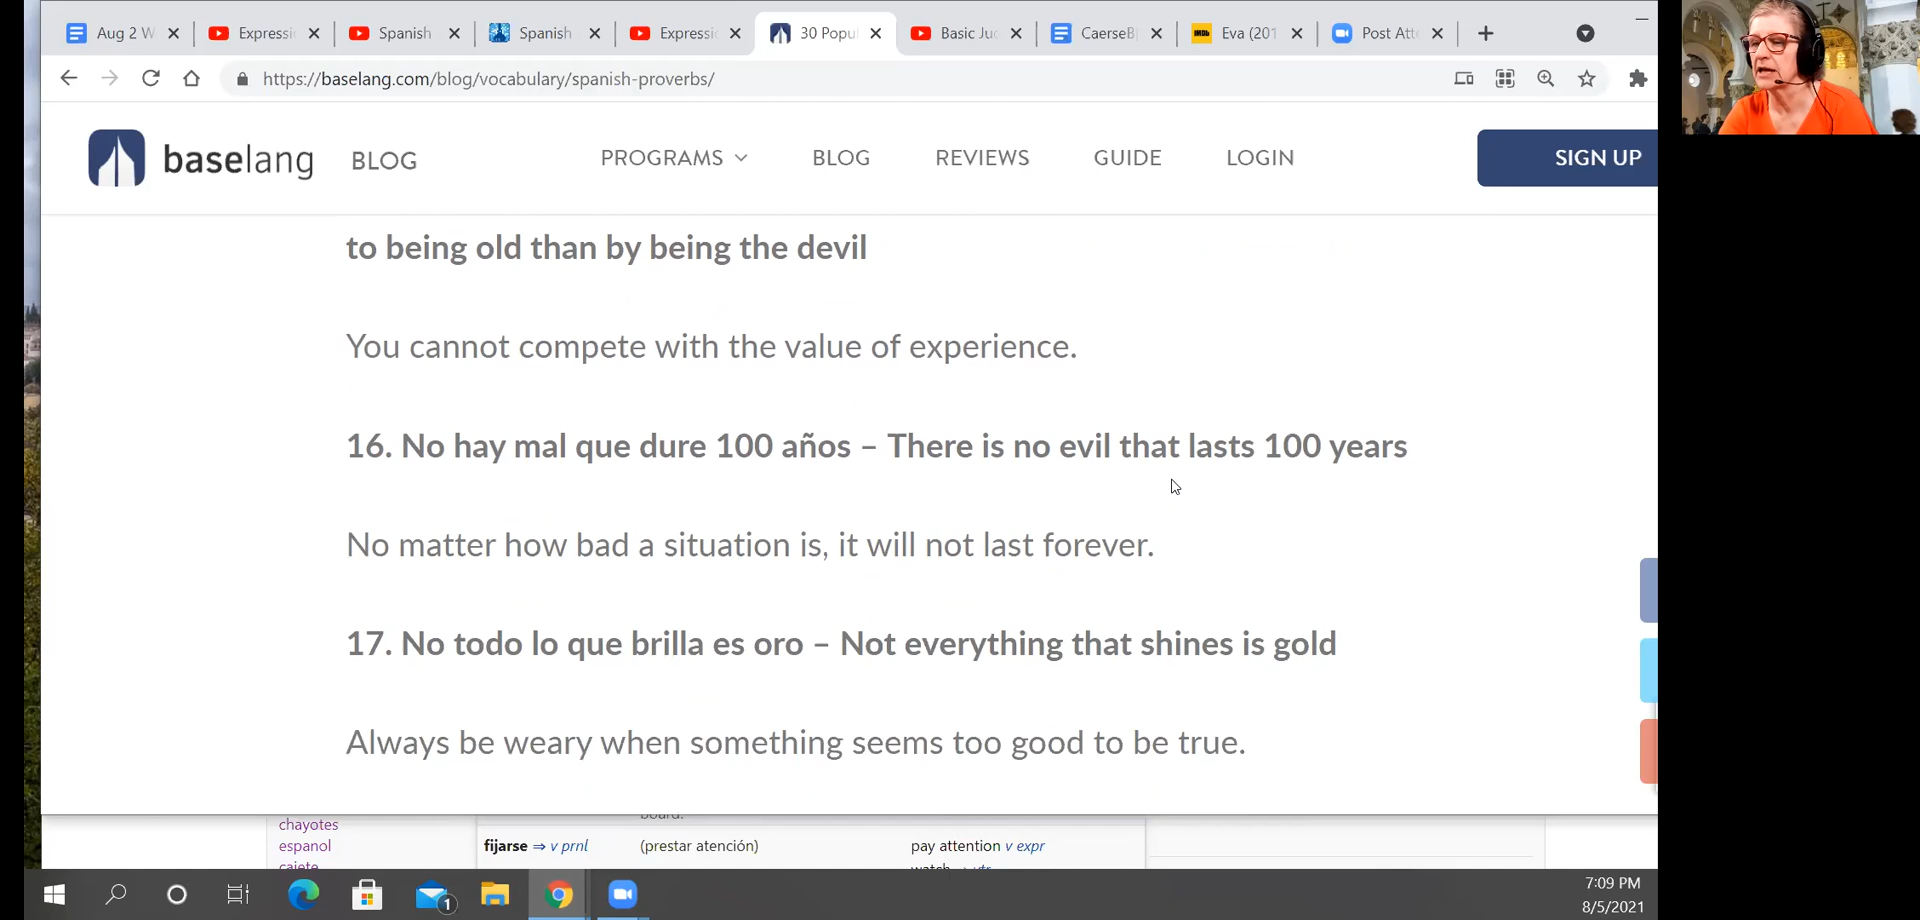 Aug 2 W
Expressi
Spanish
Spanish
Expressi
30 Popu
Basic Ju
CaerseB
IMDb
Eva (201
Post Atte
https://baselang.com/blog/vocabulary/spanish-proverbs/
baselang BLOG
PROGRAMS
BLOG
REVIEWS
GUIDE
LOGIN
SIGN UP
to being old than by being the devil
You cannot compete with the value of experience.
16. No hay mal que dure 100 años – There is no evil that lasts 100 years
No matter how bad a situation is, it will not last forever.
17. No todo lo que brilla es oro – Not everything that shines is gold
Always be weary when something seems too good to be true.
board.
chayotes
espanol
fijarse ⇒ v prnl (prestar atención) pay attention v expr
1
7:09 PM
8/5/2021